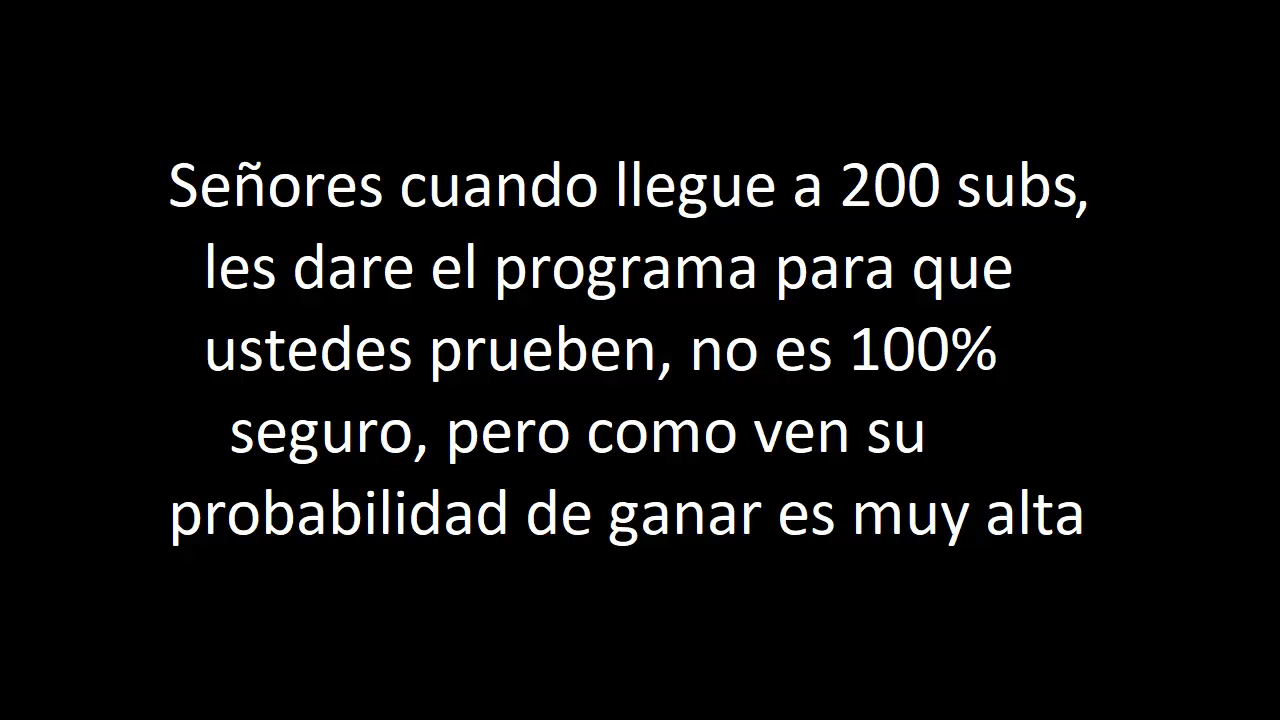 Señores cuando llegue a 200 subs,
les dare el programa para que
ustedes prueben, no es 100%
seguro, pero como ven su
probabilidad de ganar es muy alta